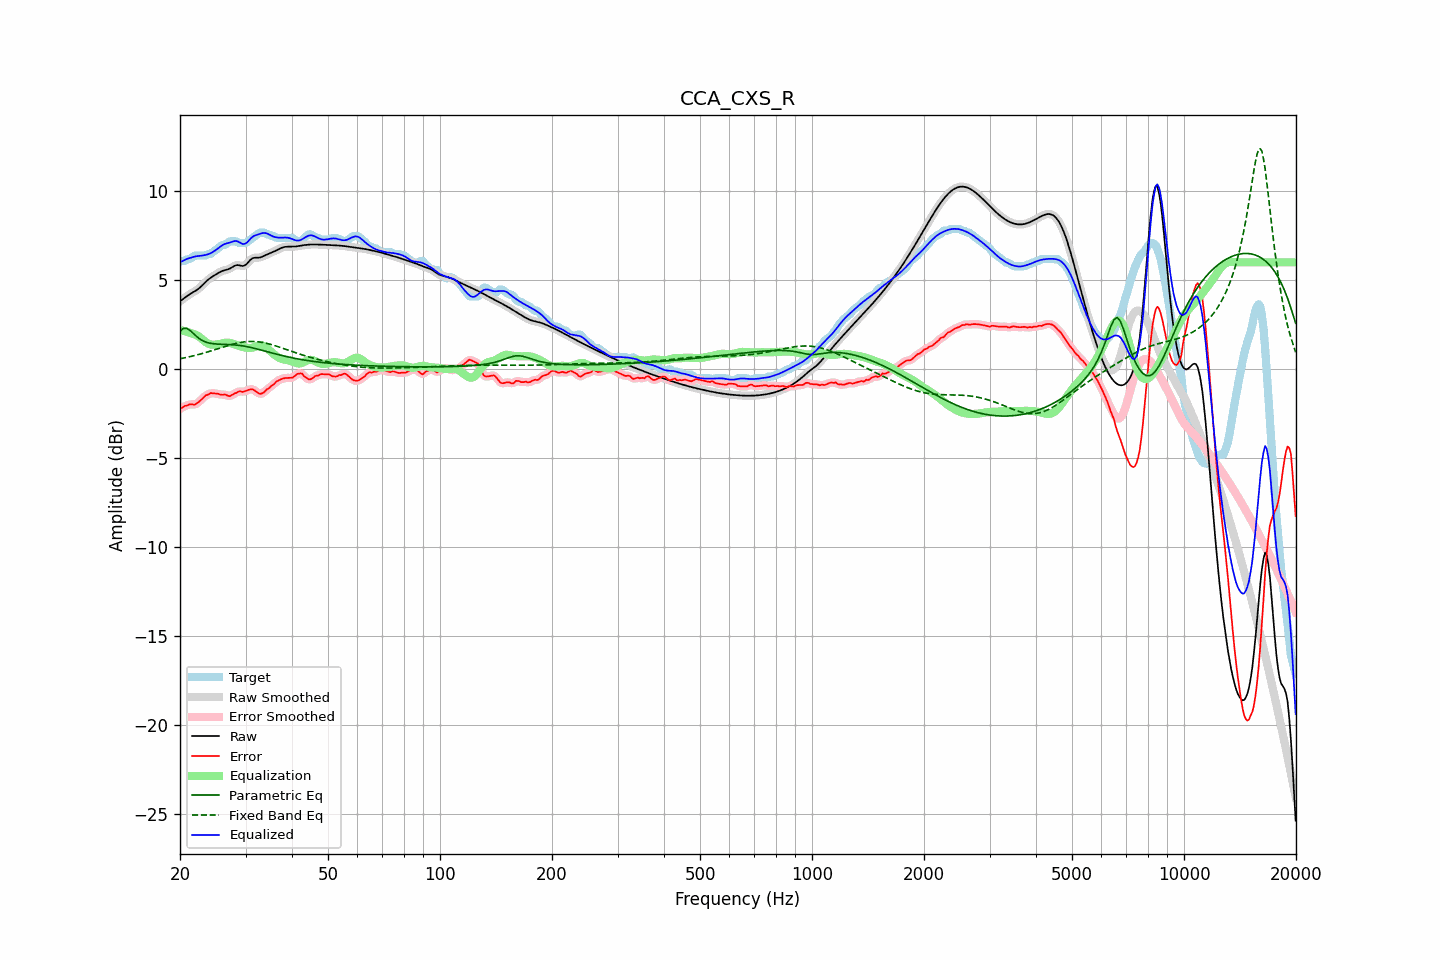 CCA_CXS_R
Amplitude (dBr)
10
5
0
−5
−10
−15
−20
−25
Target
Raw Smoothed
Error Smoothed
Raw
Error
Equalization
Parametric Eq
Fixed Band Eq
Equalized
20 50 100 200 500 1000 2000 5000 10000 20000
Frequency (Hz)